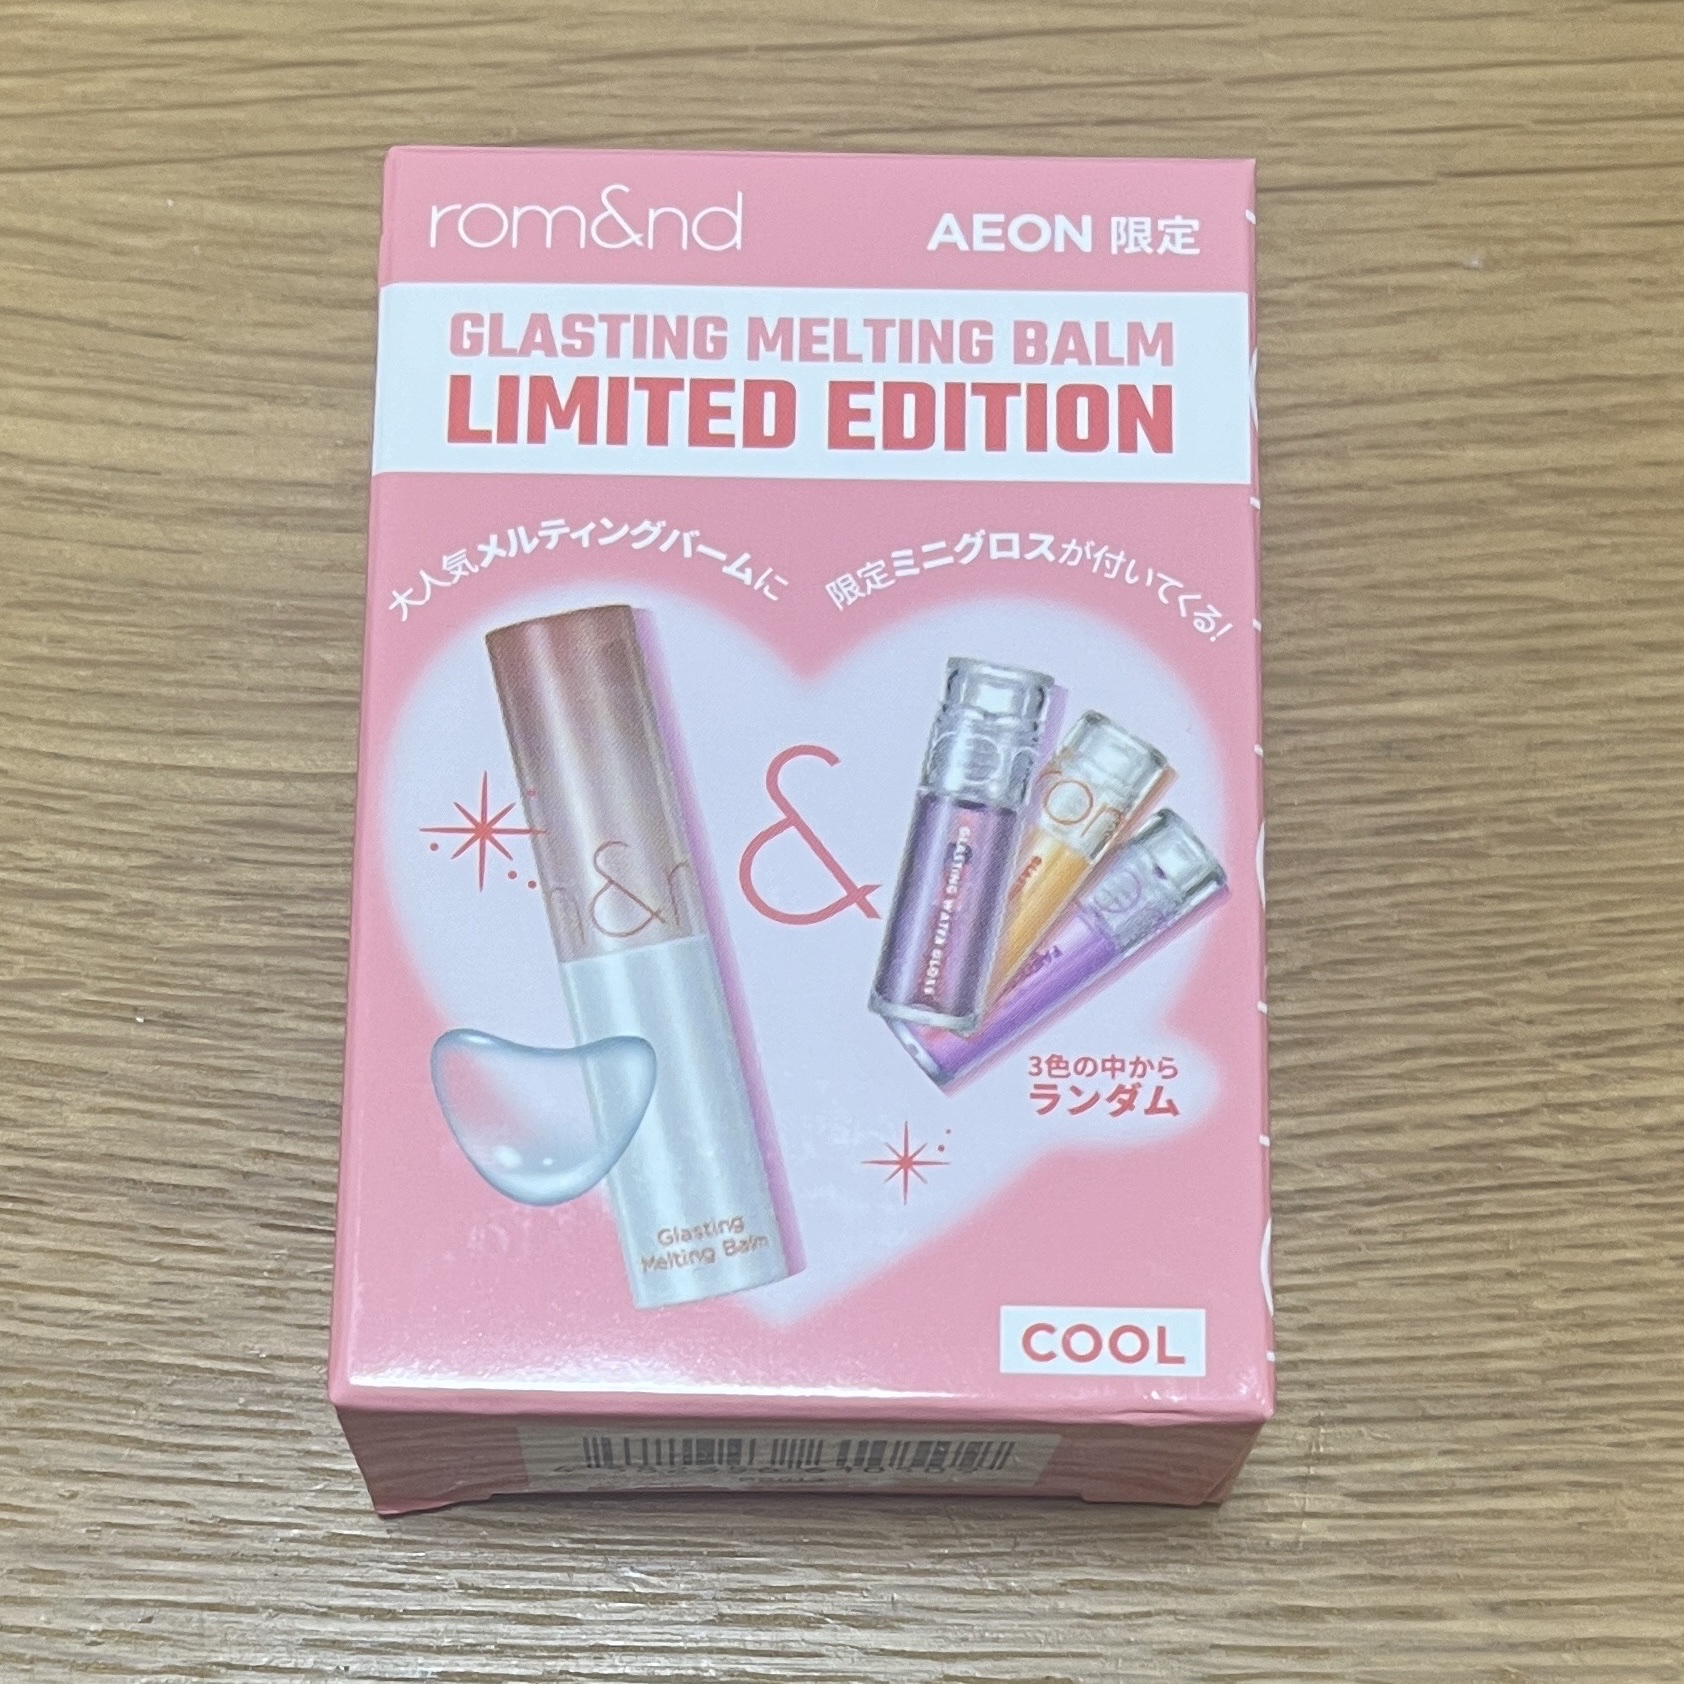 rom&nd
AEON 限定
GLASTING MELTING BALM
LIMITED EDITION
大人気メルティングバームに
限定ミニグロスが付いてくる!
n&r
&
rom
GLASTING WATER GLOSS
Glasting
Melting Balm
3色の中から
ランダム
COOL